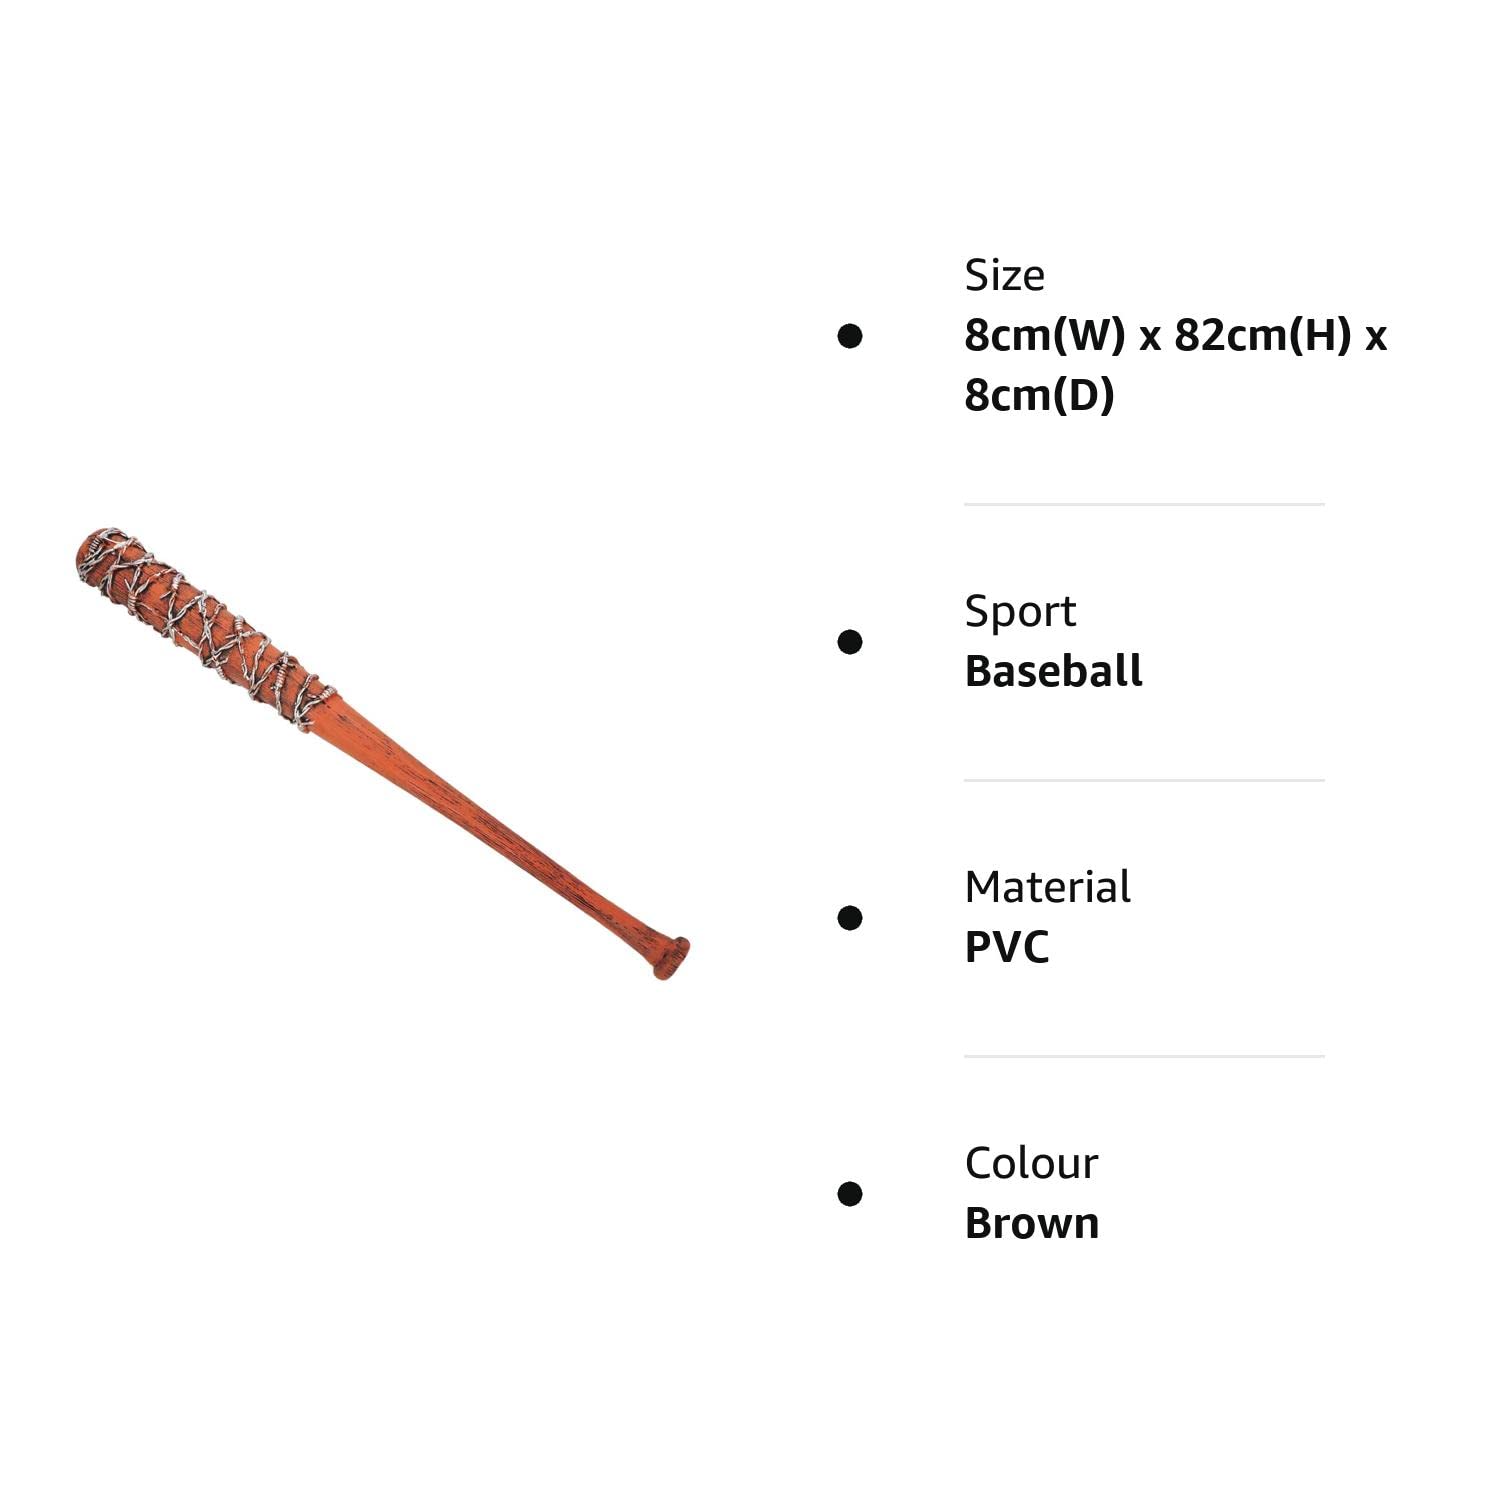 Size
8cm(W) x 82cm(H) x
8cm(D)
Sport
Baseball
Material
PVC
Colour
Brown